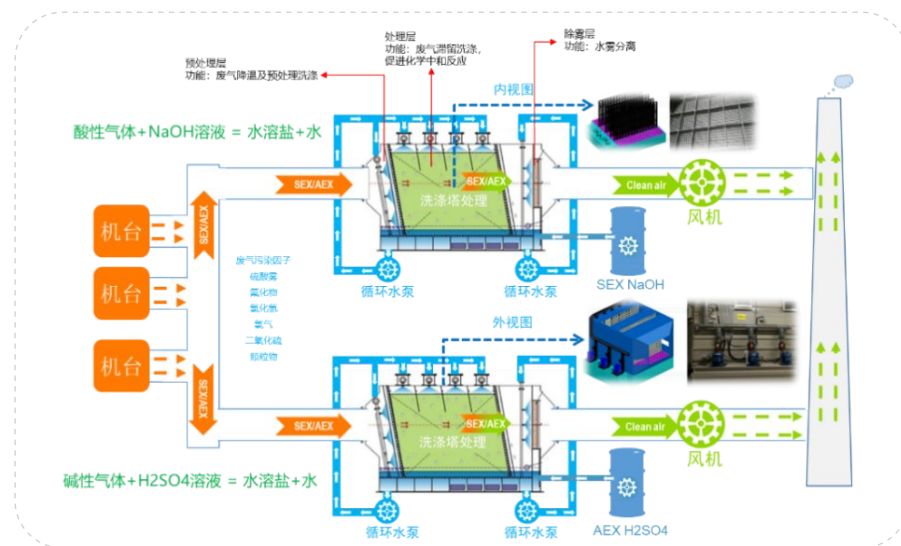 处理层
功能：废气滞留洗涤，
促进化学中和反应
除雾层
功能：水雾分离
预处理层
功能：废气降温及预处理洗涤
内视图
酸性气体+NaOH溶液 = 水溶盐+水
SEX/AEX
SEX/AEX
Clean air
洗涤塔处理
风机
机台
SEX/AEX
机台
机台
废气污染因子
硫酸雾
氟化物
氯化氢
氯气
二氧化硫
颗粒物
循环水泵
循环水泵
SEX NaOH
外视图
SEX/AEX
SEX/AEX
SEX/AEX
Clean air
洗涤塔处理
风机
碱性气体+H2SO4溶液 = 水溶盐+水
循环水泵
循环水泵
AEX H2SO4